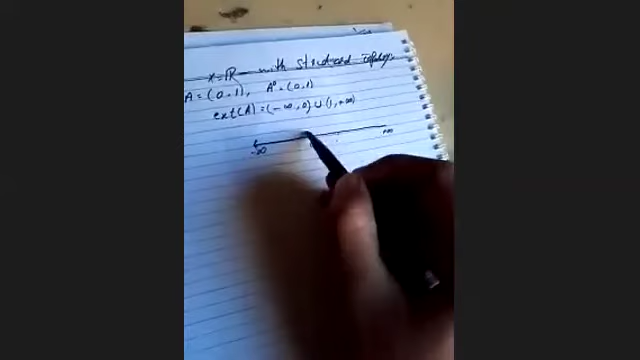 x=R with standard Topology
A = (0,1), A° = (0,1)
ext(A) = (-∞,0) ∪ (1,+∞)
-∞ +∞